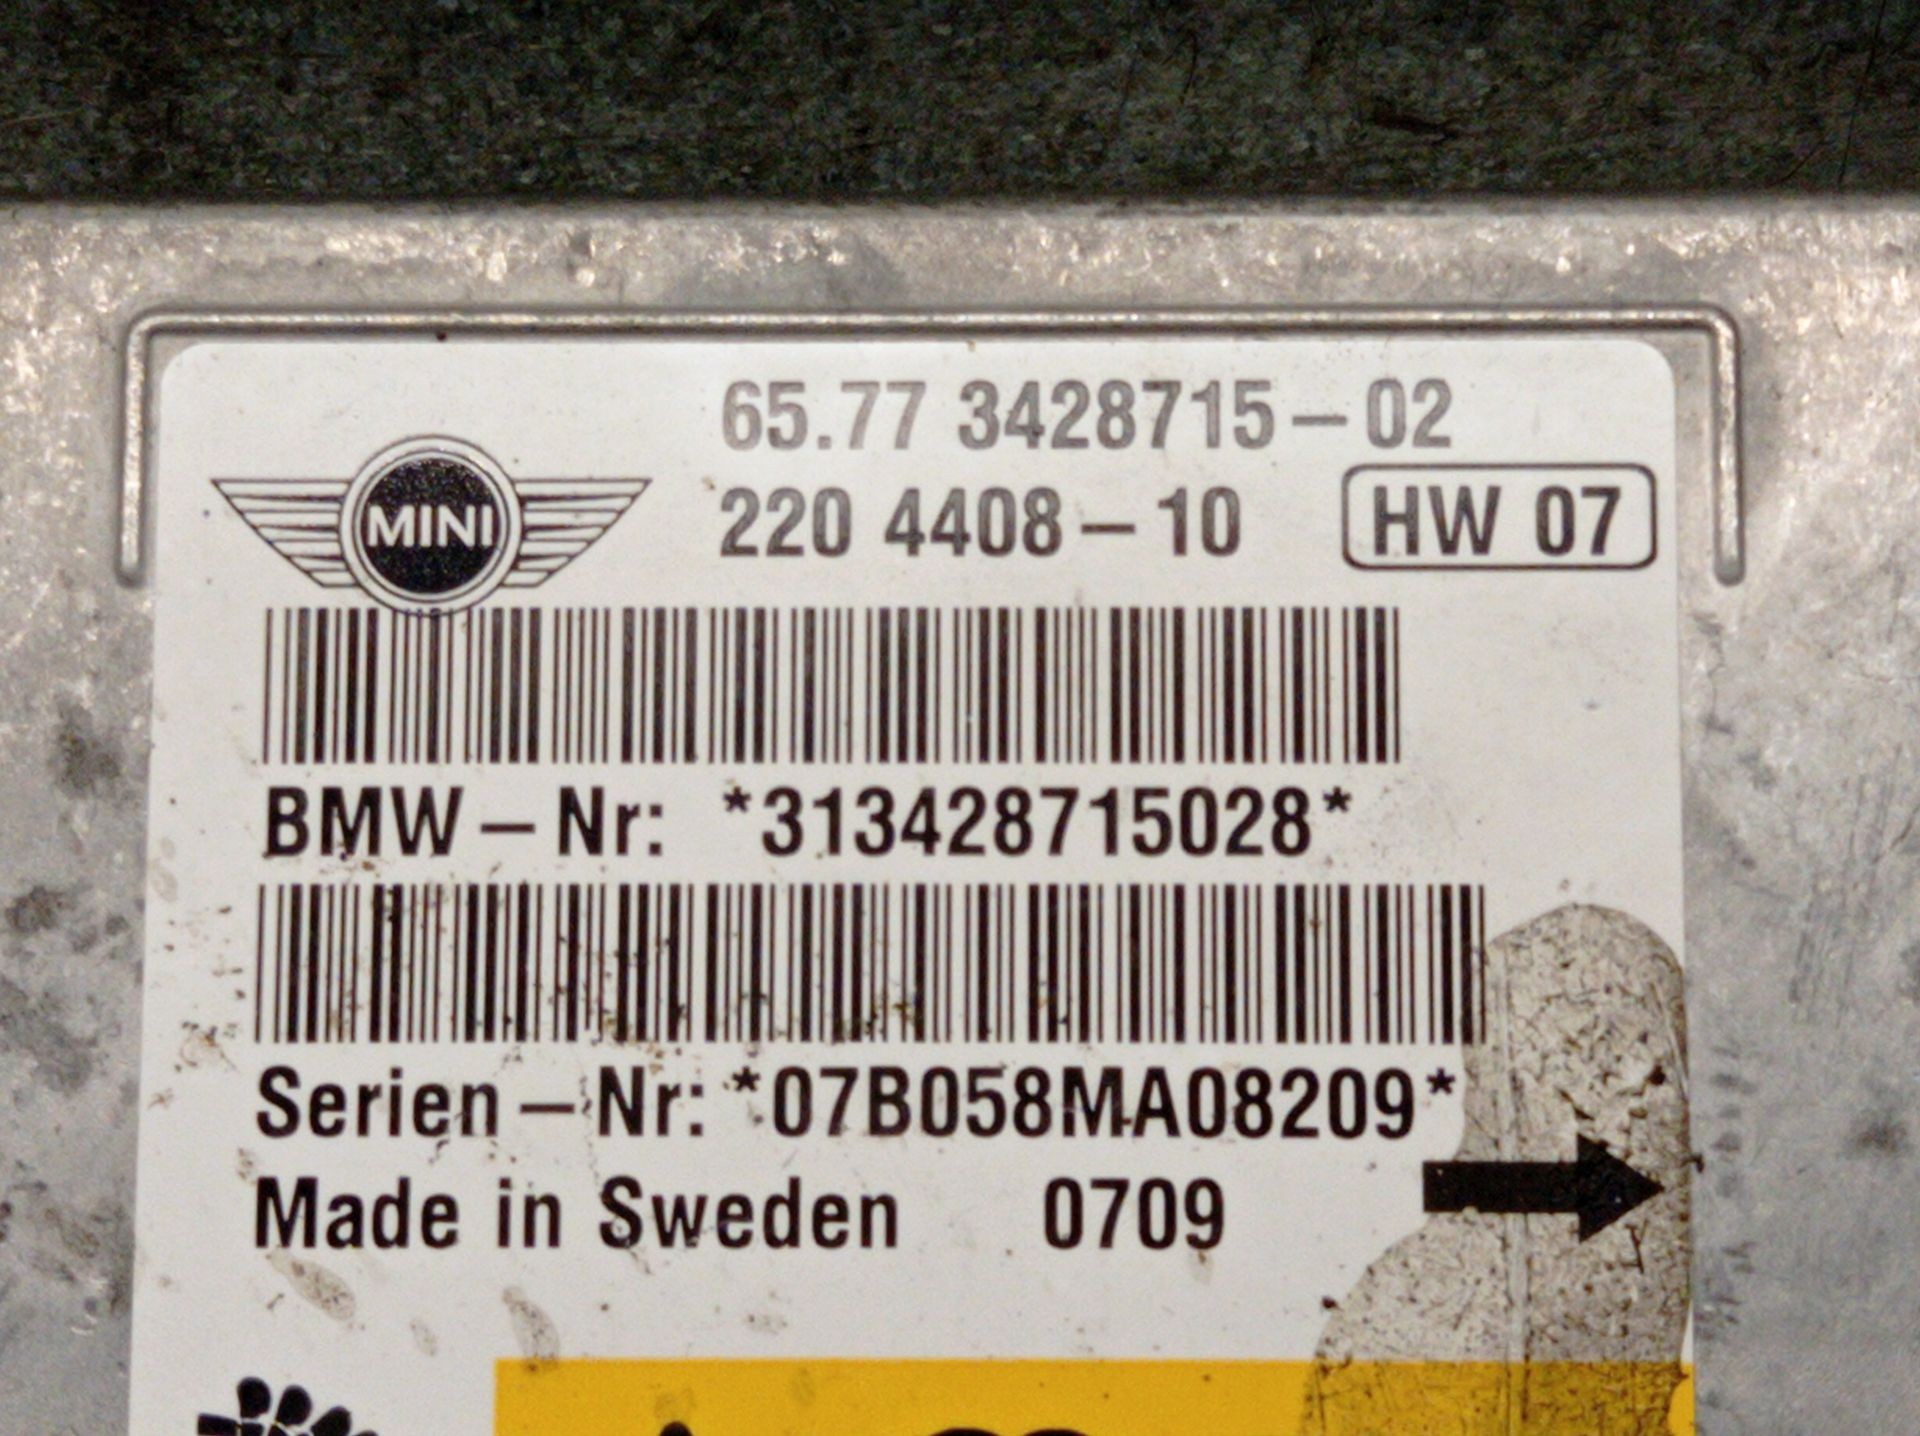 65.77 3428715-02
MINI
220 4408-10 HW 07
BMW-Nr: *313428715028*
Serien-Nr: *07B058MA08209*
Made in Sweden 0709